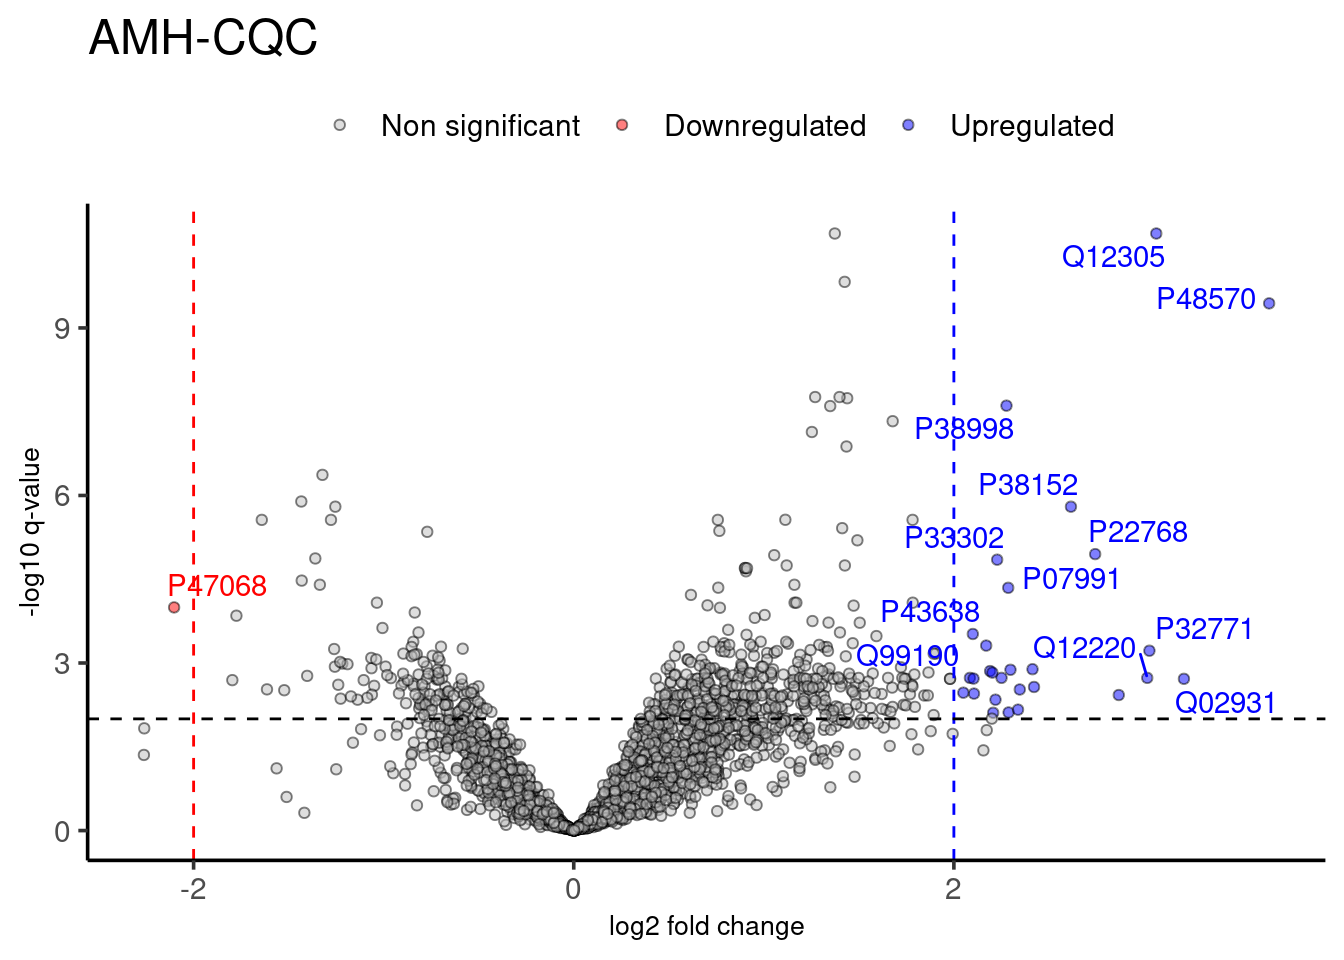 AMH-CQC
Non significant Downregulated Upregulated
Q12305
P48570
9
P38998
P38152
6
P22768
P33302
P07991
P47068
P43638
P32771
Q12220
Q99190
3
Q02931
0
-log10 q-value
-2 0 2
log2 fold change